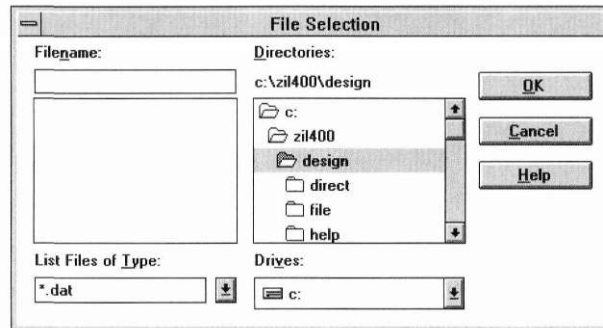 File Selection
Filename:
Directories:
c:\zil400\design
c:
zil400
design
direct
file
help
OK
Cancel
Help
List Files of Type:
*.dat
Drives:
c: